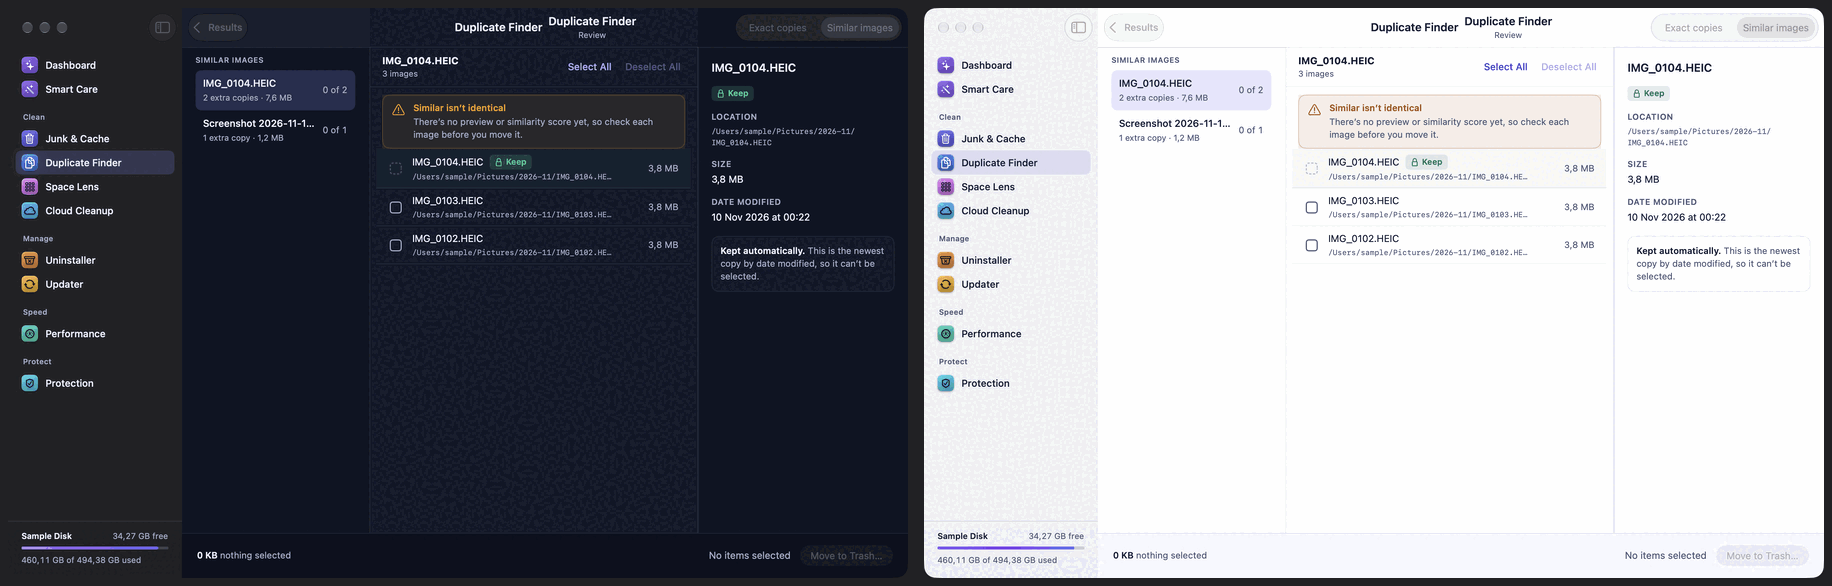 Results
Duplicate Finder
Duplicate Finder
Review
Exact copies
Similar images
Dashboard
Smart Care
Clean
Junk & Cache
Duplicate Finder
Space Lens
Cloud Cleanup
Manage
Uninstaller
Updater
Speed
Performance
Protect
Protection
Sample Disk
34,27 GB free
460,11 GB of 494,38 GB used
SIMILAR IMAGES
IMG_0104.HEIC
2 extra copies · 7,6 MB
0 of 2
Screenshot 2026-11-1...
1 extra copy · 1,2 MB
0 of 1
IMG_0104.HEIC
3 images
Select All
Deselect All
Similar isn't identical
There's no preview or similarity score yet, so check each
image before you move it.
IMG_0104.HEIC
Keep
/Users/sample/Pictures/2026-11/IMG_0104.HE…
3,8 MB
IMG_0103.HEIC
/Users/sample/Pictures/2026-11/IMG_0103.HE…
3,8 MB
IMG_0102.HEIC
/Users/sample/Pictures/2026-11/IMG_0102.HE…
3,8 MB
IMG_0104.HEIC
Keep
LOCATION
/Users/sample/Pictures/2026-11/
IMG_0104.HEIC
SIZE
3,8 MB
DATE MODIFIED
10 Nov 2026 at 00:22
Kept automatically. This is the newest
copy by date modified, so it can't be
selected.
0 KB nothing selected
No items selected
Move to Trash...
Results
Duplicate Finder
Duplicate Finder
Review
Exact copies
Similar images
Dashboard
Smart Care
Clean
Junk & Cache
Duplicate Finder
Space Lens
Cloud Cleanup
Manage
Uninstaller
Updater
Speed
Performance
Protect
Protection
Sample Disk
34,27 GB free
460,11 GB of 494,38 GB used
SIMILAR IMAGES
IMG_0104.HEIC
2 extra copies · 7,6 MB
0 of 2
Screenshot 2026-11-1...
1 extra copy · 1,2 MB
0 of 1
IMG_0104.HEIC
3 images
Select All
Deselect All
Similar isn't identical
There's no preview or similarity score yet, so check each
image before you move it.
IMG_0104.HEIC
Keep
/Users/sample/Pictures/2026-11/IMG_0104.HE…
3,8 MB
IMG_0103.HEIC
/Users/sample/Pictures/2026-11/IMG_0103.HE…
3,8 MB
IMG_0102.HEIC
/Users/sample/Pictures/2026-11/IMG_0102.HE…
3,8 MB
IMG_0104.HEIC
Keep
LOCATION
/Users/sample/Pictures/2026-11/
IMG_0104.HEIC
SIZE
3,8 MB
DATE MODIFIED
10 Nov 2026 at 00:22
Kept automatically. This is the newest
copy by date modified, so it can't be
selected.
0 KB nothing selected
No items selected
Move to Trash...